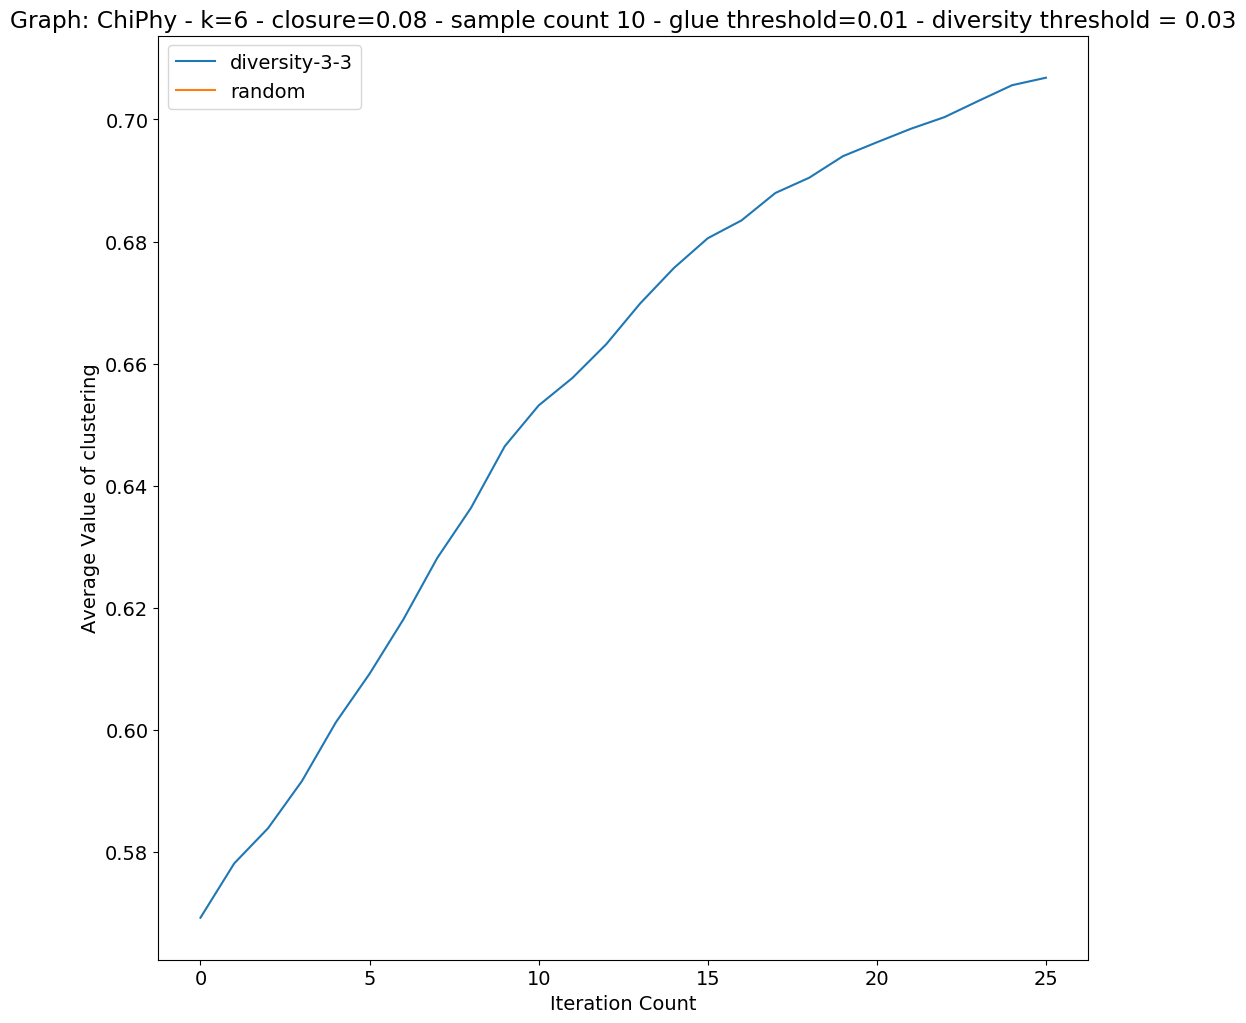 Graph: ChiPhy - k=6 - closure=0.08 - sample count 10 - glue threshold=0.01 - diversity threshold = 0.03
diversity-3-3
random
0.70
0.68
0.66
0.64
0.62
0.60
0.58
Average Value of clustering
0 5 10 15 20 25
Iteration Count